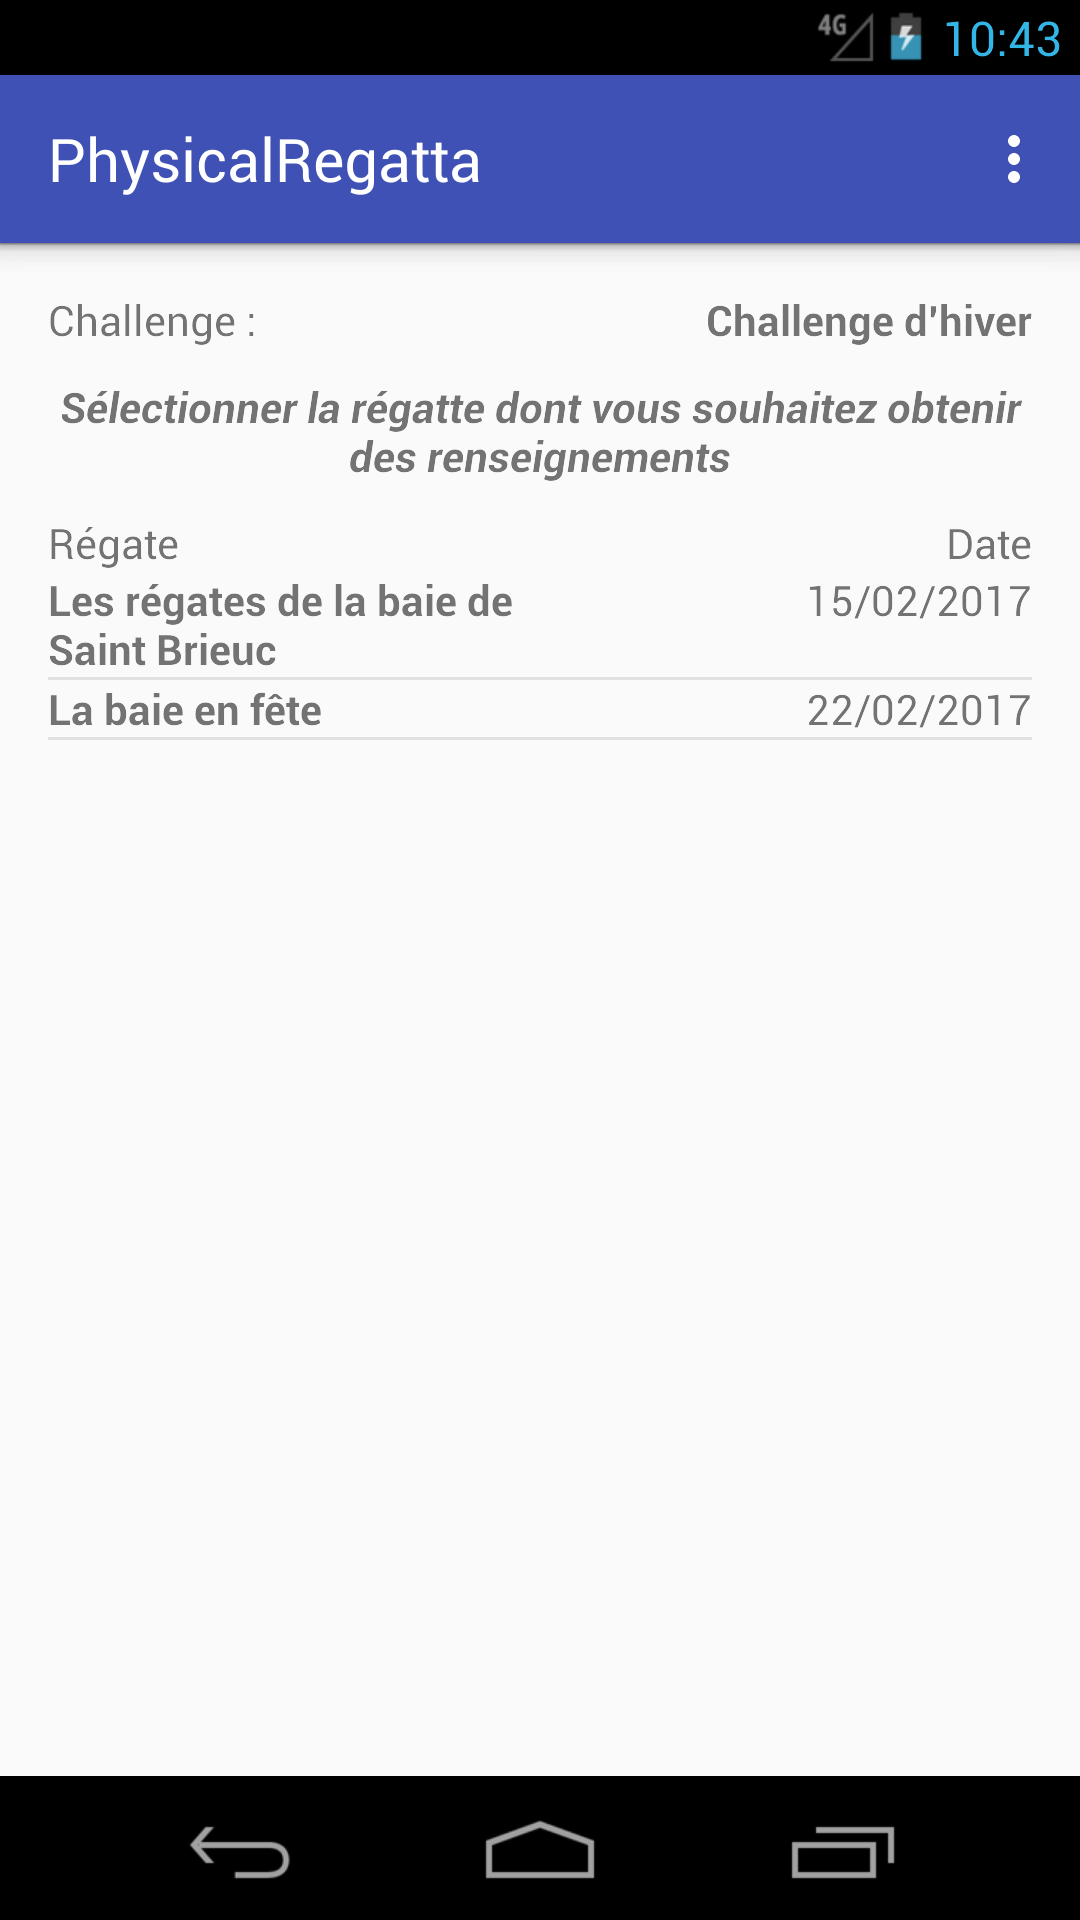 4G 10:43
PhysicalRegatta
Challenge : Challenge d'hiver
Sélectionner la régatte dont vous souhaitez obtenir
des renseignements
Régate Date
Les régates de la baie de 15/02/2017
Saint Brieuc
La baie en fête 22/02/2017